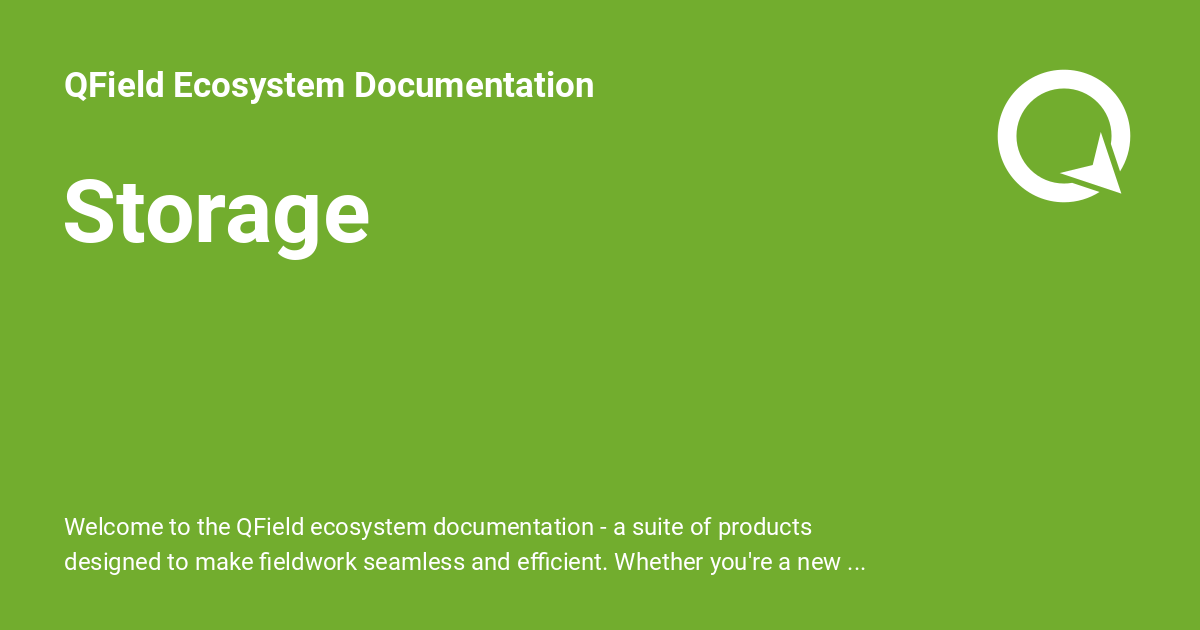 QField Ecosystem Documentation
Storage
Welcome to the QField ecosystem documentation - a suite of products
designed to make fieldwork seamless and efficient. Whether you're a new ...